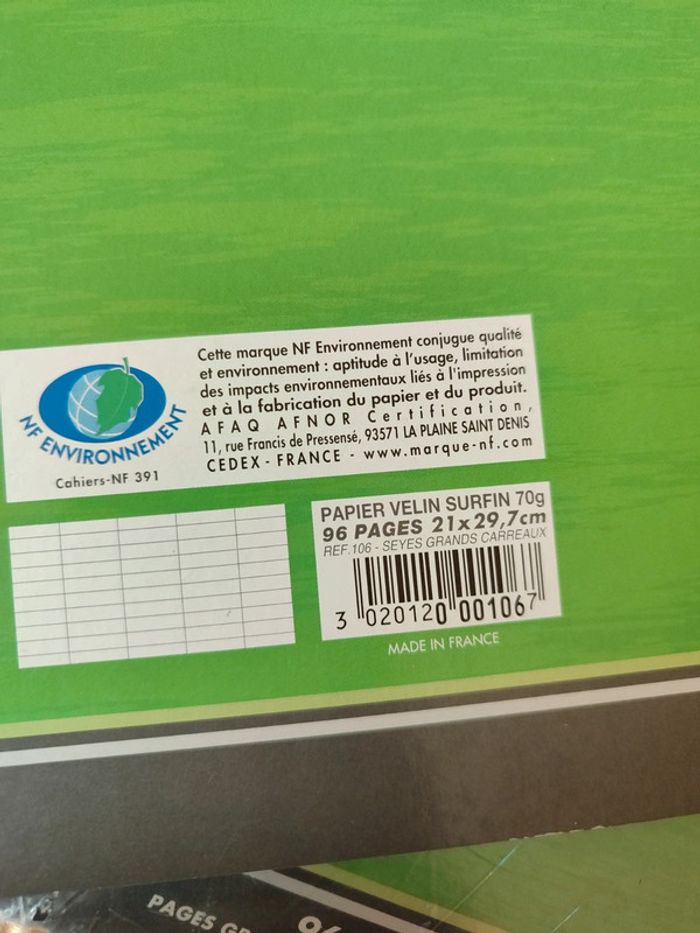 Cette marque NF Environnement conjugue qualité
et environnement : aptitude à l'usage, limitation
des impacts environnementaux liés à l'impression
et à la fabrication du papier et du produit.
AFAQ AFNOR Certification,
11, rue Francis de Pressensé, 93571 LA PLAINE SAINT DENIS
CEDEX - FRANCE - www.marque-nf.com
NF ENVIRONNEMENT
Cahiers-NF 391
PAPIER VELIN SURFIN 70g
96 PAGES 21x29,7cm
REF.106 - SEYES GRANDS CARREAUX
3 020120 001067
MADE IN FRANCE
PAGES